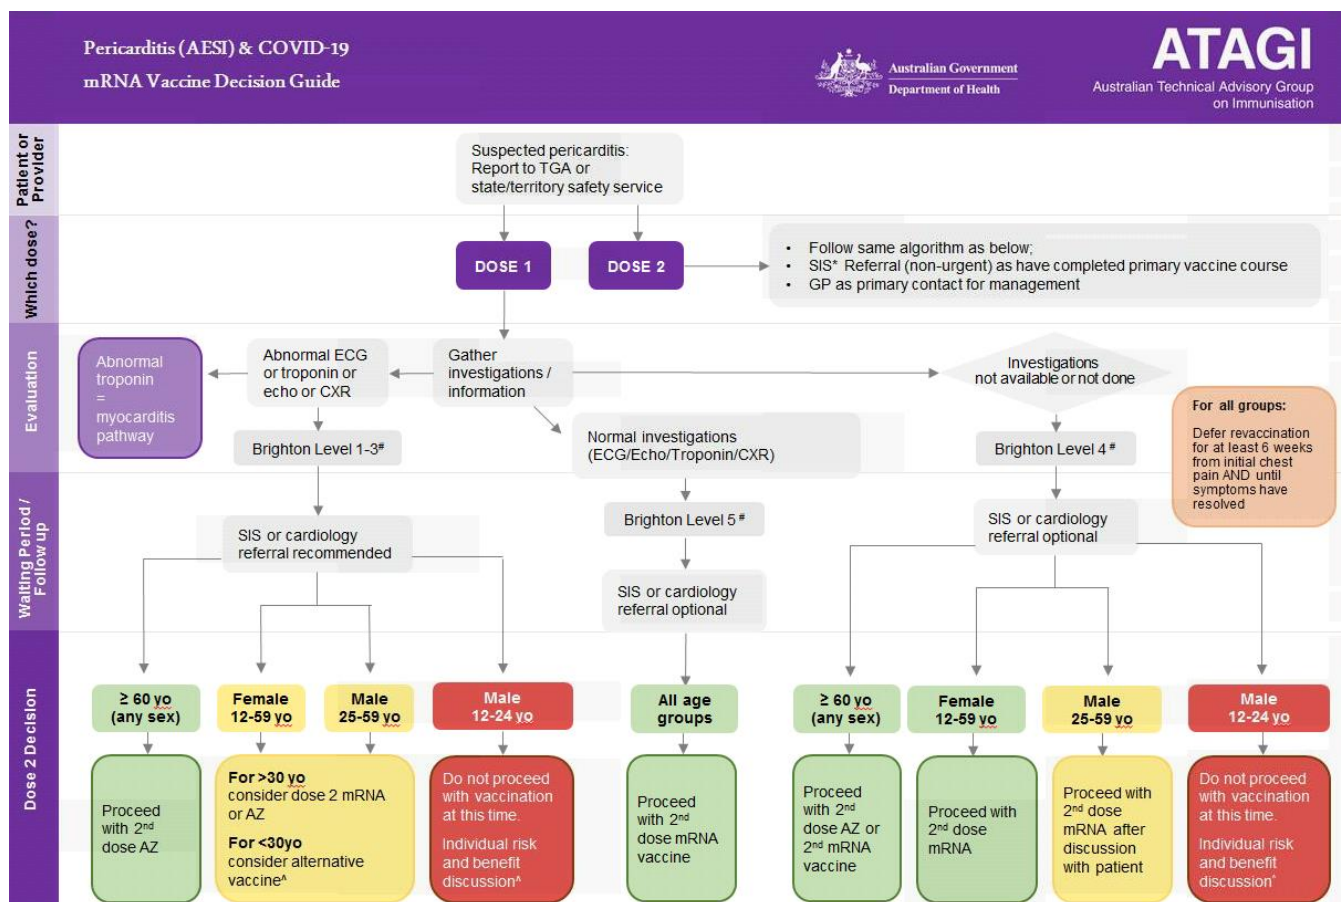 Pericarditis (AESI) & COVID-19
mRNA Vaccine Decision Guide
Australian Government
Department of Health
ATAGI
Australian Technical Advisory Group
on Immunisation
Patient or
Provider
Suspected pericarditis:
Report to TGA or
state/territory safety service
Which dose?
DOSE 1
DOSE 2
• Follow same algorithm as below;
• SIS* Referral (non-urgent) as have completed primary vaccine course
• GP as primary contact for management
Evaluation
Abnormal
troponin
=
myocarditis
pathway
Abnormal ECG
or troponin or
echo or CXR
Gather
investigations /
information
Investigations
not available or not done
Brighton Level 1-3#
Normal investigations
(ECG/Echo/Troponin/CXR)
Brighton Level 4 #
For all groups:
Defer revaccination
for at least 6 weeks
from initial chest
pain AND until
symptoms have
resolved
Waiting Period /
Follow up
SIS or cardiology
referral recommended
Brighton Level 5 #
SIS or cardiology
referral optional
SIS or cardiology
referral optional
Dose 2 Decision
≥ 60 yo
(any sex)
Female
12-59 yo
Male
25-59 yo
Male
12-24 yo
All age
groups
≥ 60 yo
(any sex)
Female
12-59 yo
Male
25-59 yo
Male
12-24 yo
Proceed
with 2nd
dose AZ
For >30 yo
consider dose 2 mRNA
or AZ
For <30yo
consider alternative
vaccine^
Do not proceed
with vaccination
at this time.
Individual risk
and benefit
discussion^
Proceed
with 2nd
dose mRNA
vaccine
Proceed
with 2nd
dose AZ or
2nd mRNA
vaccine
Proceed with
2nd dose
mRNA
Proceed with
2nd dose
mRNA after
discussion
with patient
Do not proceed
with vaccination
at this time.
Individual risk
and benefit
discussion^